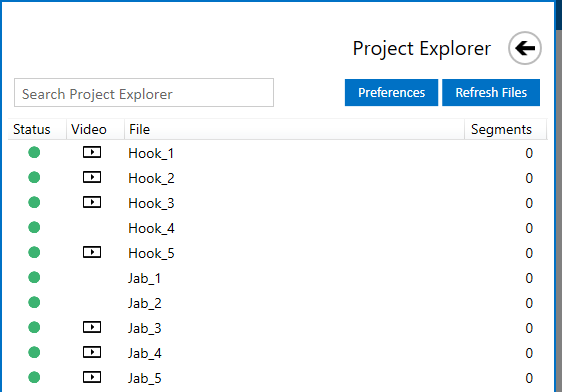 Project Explorer
Search Project Explorer Preferences Refresh Files
Status Video File Segments
Hook_1 0
Hook_2 0
Hook_3 0
Hook_4 0
Hook_5 0
Jab_1 0
Jab_2 0
Jab_3 0
Jab_4 0
Jab_5 0